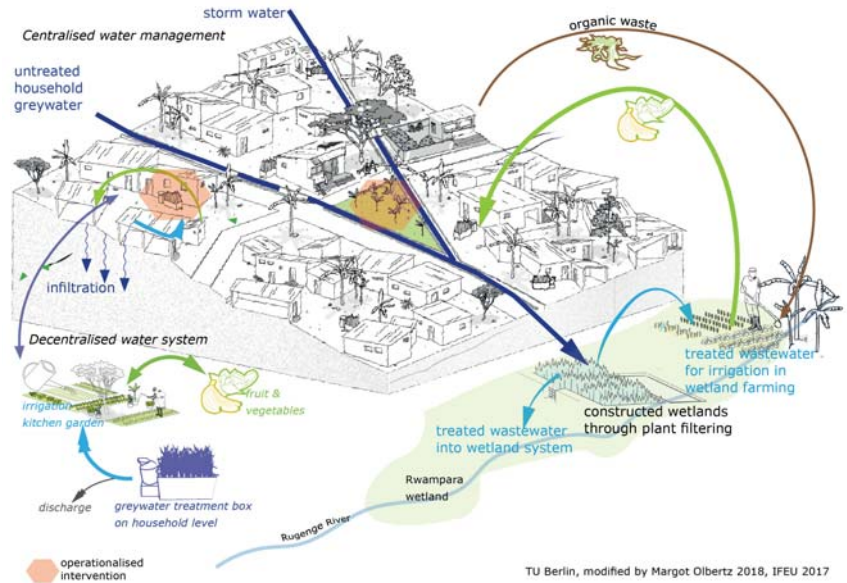 storm water
Centralised water management
untreated
household
greywater
organic waste
infiltration
Decentralised water system
irrigation
kitchen garden
fruit &
vegetables
discharge
greywater treatment box
on household level
treated wastewater
for irrigation in
wetland farming
constructed wetlands
through plant filtering
treated wastewater
into wetland system
Rwampara
wetland
Rugenge River
operationalised
intervention
TU Berlin, modified by Margot Olbertz 2018, IFEU 2017